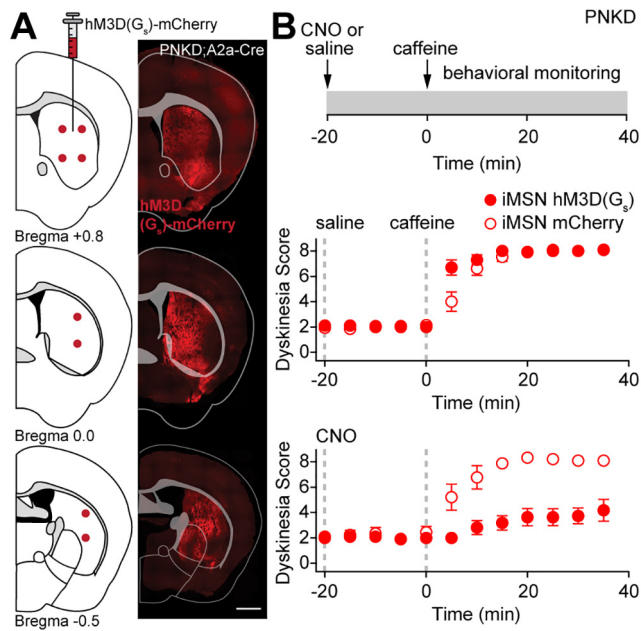 A
hM3D(Gs)-mCherry
PNKD;A2a-Cre
hM3D
(Gs)-mCherry
Bregma +0.8
Bregma 0.0
Bregma -0.5
B
PNKD
CNO or
saline
caffeine
behavioral monitoring
-20
0
40
Time (min)
iMSN hM3D(Gs)
iMSN mCherry
saline
caffeine
Dyskinesia Score
8
6
4
2
0
-20
0
20
40
Time (min)
CNO
Dyskinesia Score
8
6
4
2
0
-20
0
20
40
Time (min)